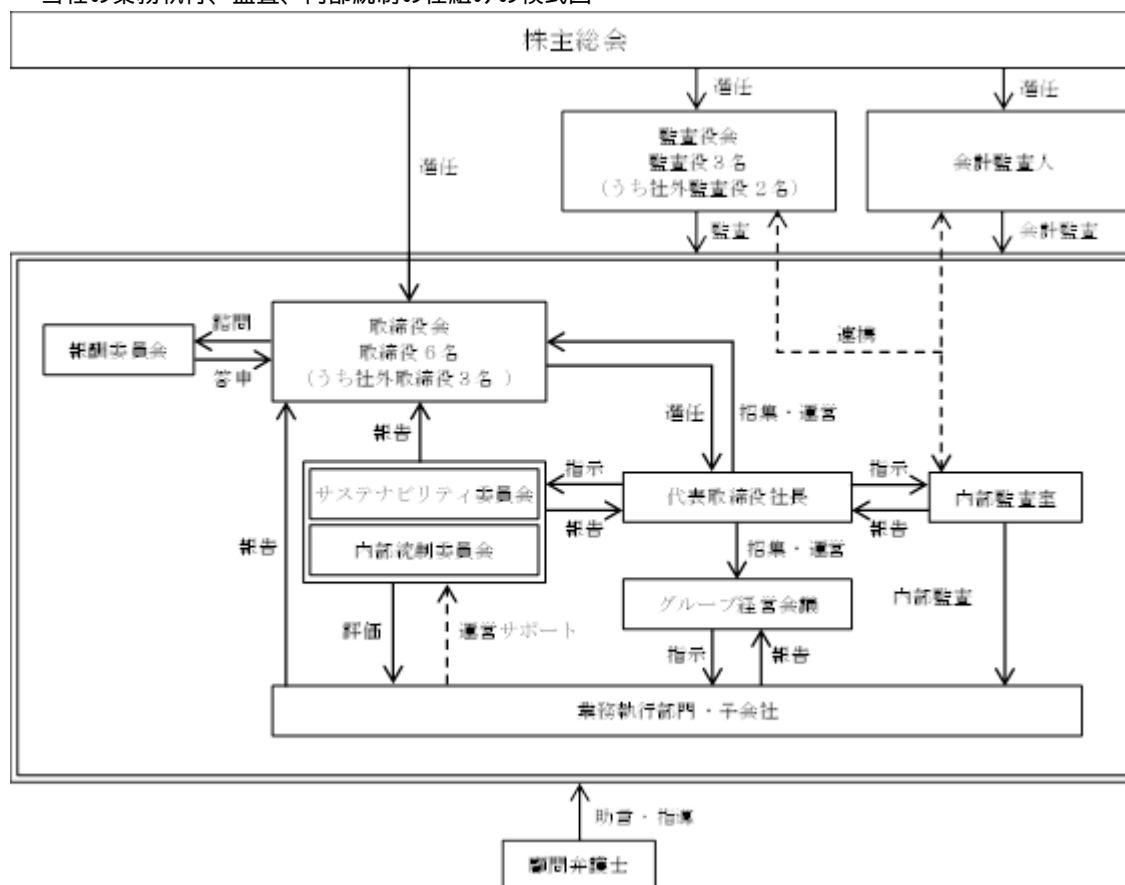 当社の業務執行、監査、内部統制の仕組みの模式図
株主総会
選任
選任
選任
監査役会
監査役3名
(うち社外監査役2名)
会計監査人
監査
会計監査
報酬委員会
諮問
答申
取締役会
取締役6名
(うち社外取締役3名 )
連携
選任
招集・運営
報告
報告
サステナビリティ委員会
内部統制委員会
指示
報告
代表取締役社長
指示
報告
内部監査室
招集・運営
グループ経営会議
内部監査
評価
運営サポート
指示
報告
業務執行部門・子会社
助言・指導
顧問弁護士